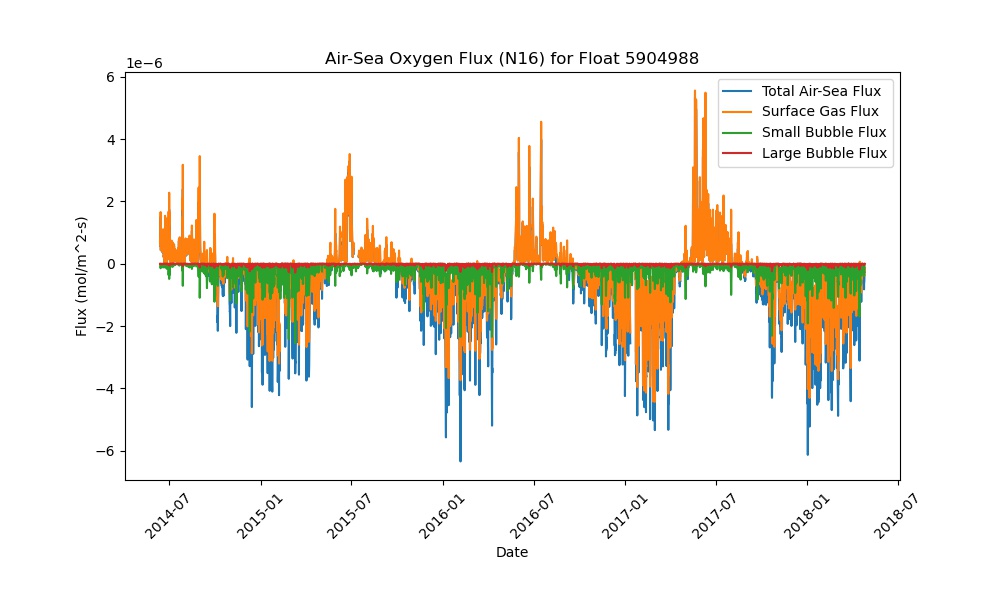 Air-Sea Oxygen Flux (N16) for Float 5904988
1e−6
Total Air-Sea Flux
Surface Gas Flux
Small Bubble Flux
Large Bubble Flux
6
4
2
0
−2
−4
−6
Flux (mol/m^2-s)
2014-07
2015-01
2015-07
2016-01
2016-07
2017-01
2017-07
2018-01
2018-07
Date